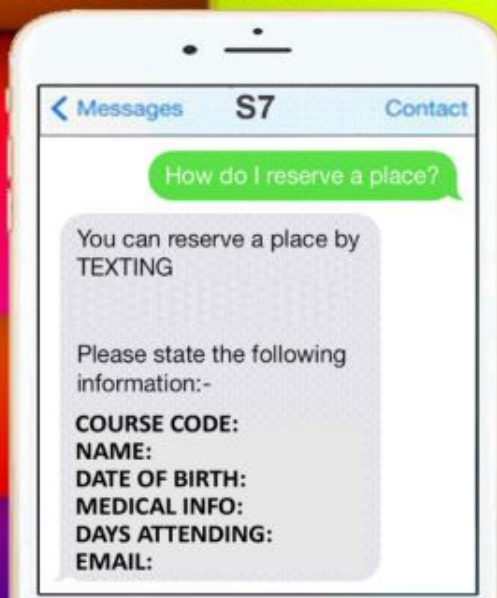 Messages S7 Contact
How do I reserve a place?
You can reserve a place by
TEXTING
Please state the following
information:-
COURSE CODE:
NAME:
DATE OF BIRTH:
MEDICAL INFO:
DAYS ATTENDING:
EMAIL: